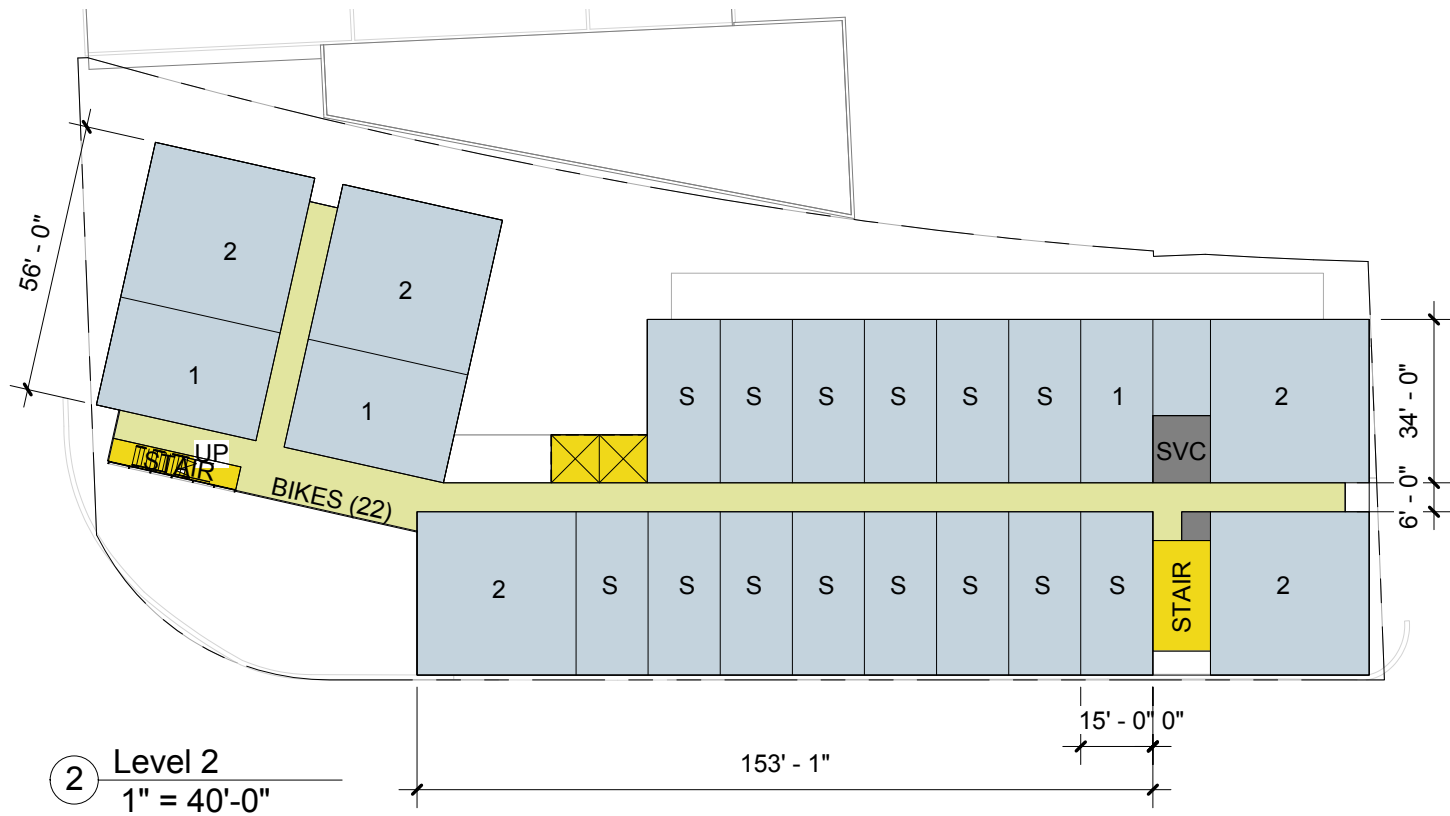 56' - 0"
2
2
1
1
UP
STAIR
BIKES (22)
S
S
S
S
S
S
1
2
SVC
34' - 0"
6' - 0"
2
S
S
S
S
S
S
S
S
STAIR
2
15' - 0" 0"
153' - 1"
2
Level 2
1" = 40'-0"